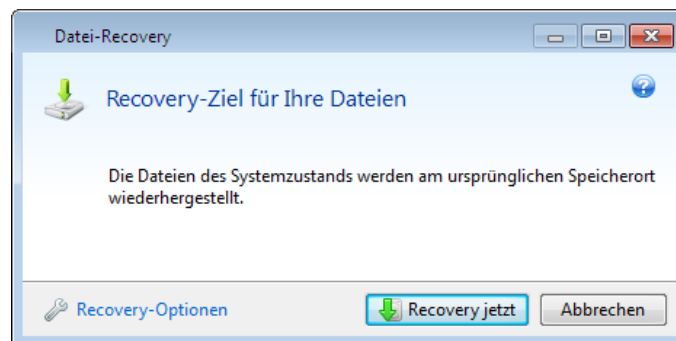 Datei-Recovery
Recovery-Ziel für Ihre Dateien
Die Dateien des Systemzustands werden am ursprünglichen Speicherort
wiederhergestellt.
Recovery-Optionen
Recovery jetzt
Abbrechen